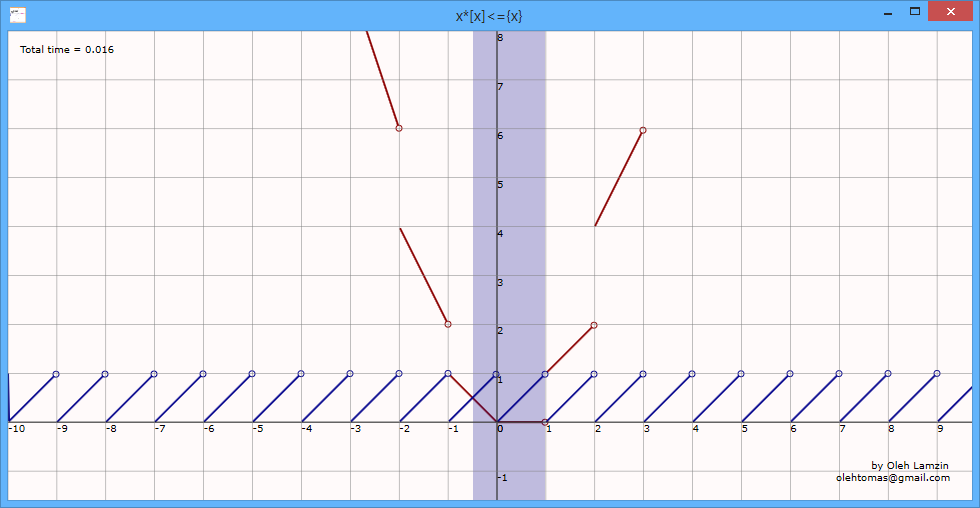 x*[x]<={x}
Total time = 0.016
8
7
6
5
4
3
2
1
-10 -9 -8 -7 -6 -5 -4 -3 -2 -1 0 1 2 3 4 5 6 7 8 9
-1
by Oleh Lamzin
olehtomas@gmail.com